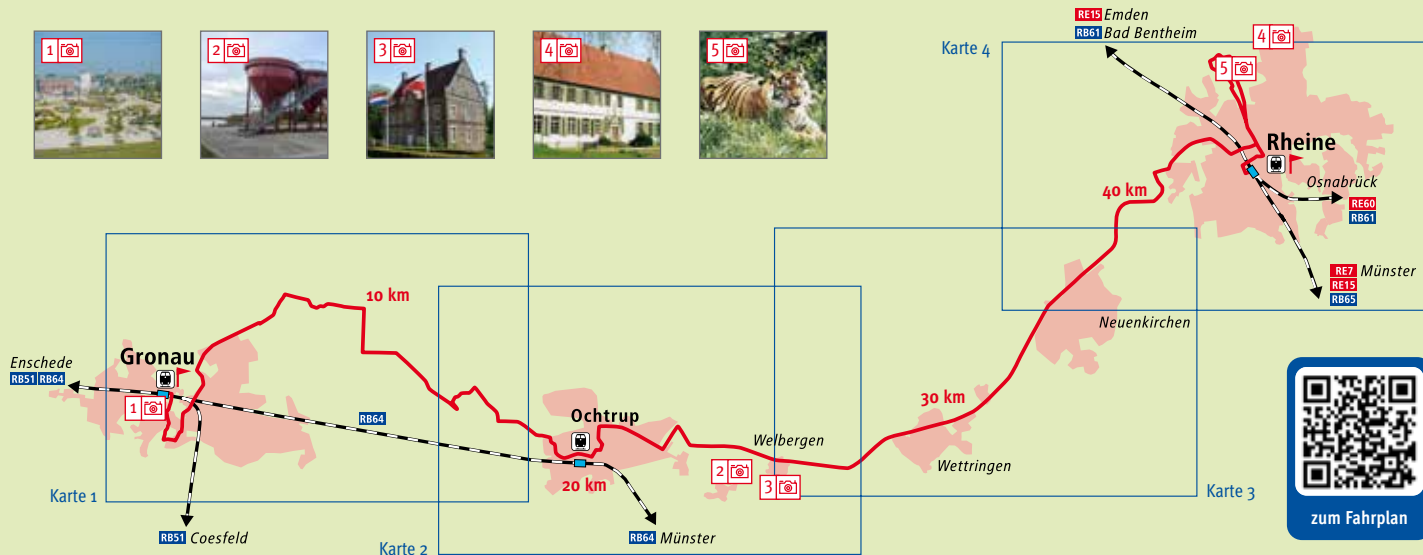 1
2
3
4
5
RE15 Emden
RB61 Bad Bentheim
Karte 4
4
5
Rheine
Osnabrück
RE60
RB61
40 km
RE7 Münster
RE15
RB65
Neuenkirchen
10 km
Gronau
Enschede
RB51 RB64
1
RB64
Ochtrup
30 km
Welbergen
Wettringen
2
3
20 km
Karte 1
Karte 3
RB51 Coesfeld
RB64 Münster
Karte 2
zum Fahrplan